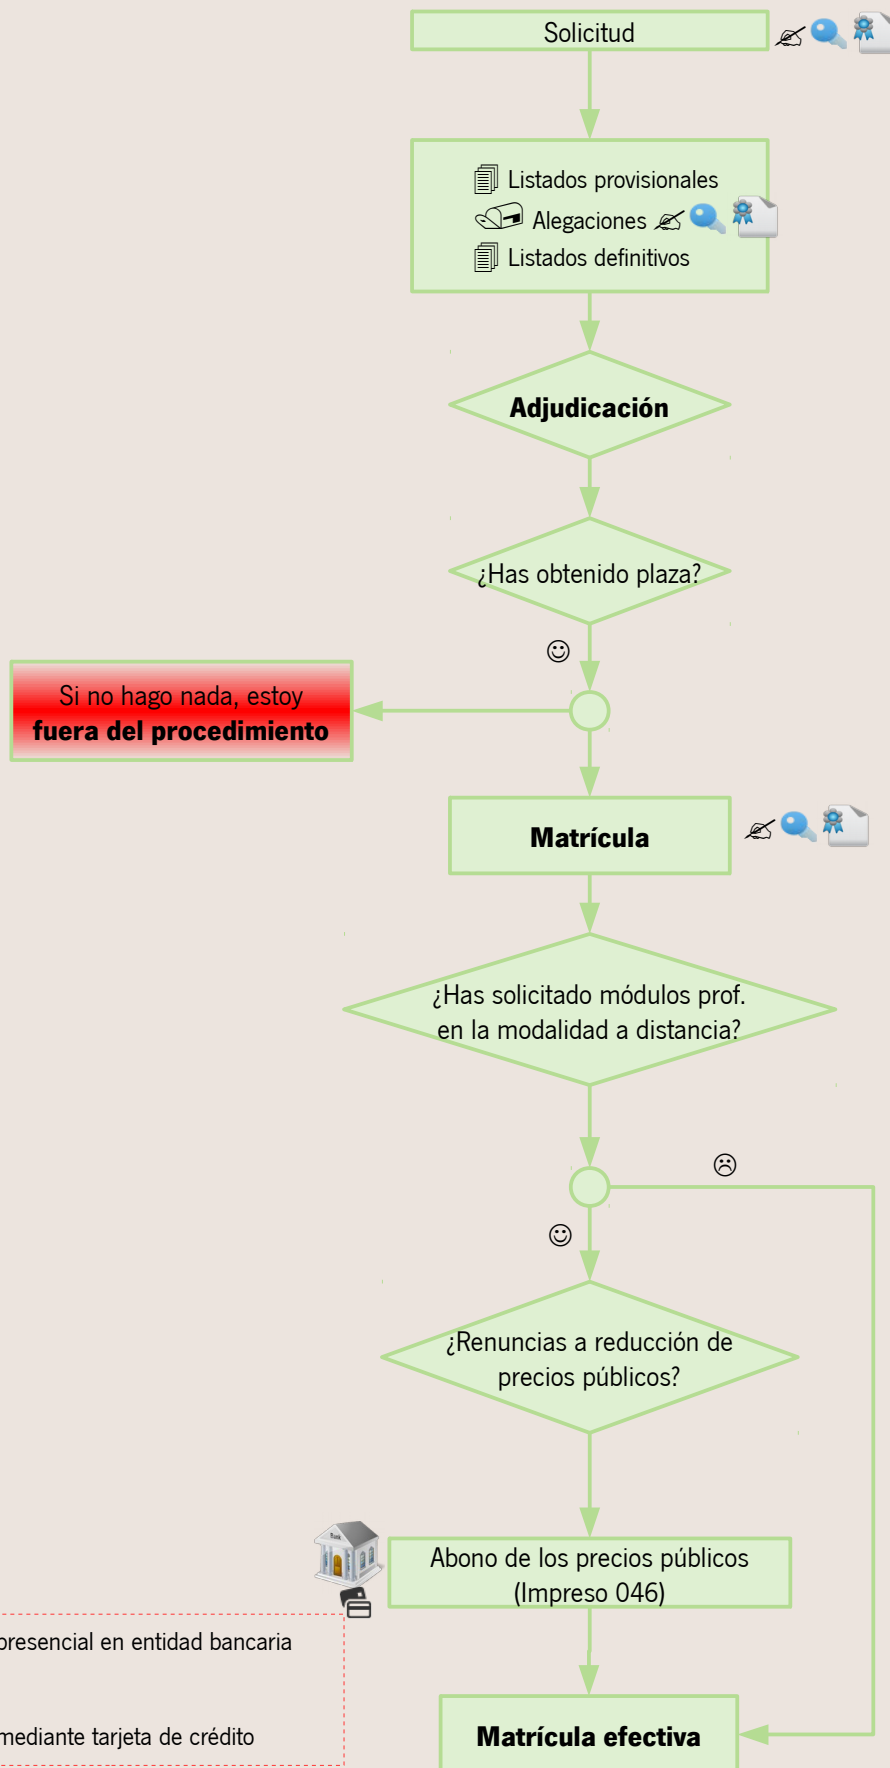 Solicitud
Listados provisionales
Alegaciones
Listados definitivos
Adjudicación
¿Has obtenido plaza?
Si no hago nada, estoy
fuera del procedimiento
Matrícula
¿Has solicitado módulos prof.
en la modalidad a distancia?
¿Renuncias a reducción de
precios públicos?
Abono de los precios públicos
(Impreso 046)
presencial en entidad bancaria
mediante tarjeta de crédito
Matrícula efectiva